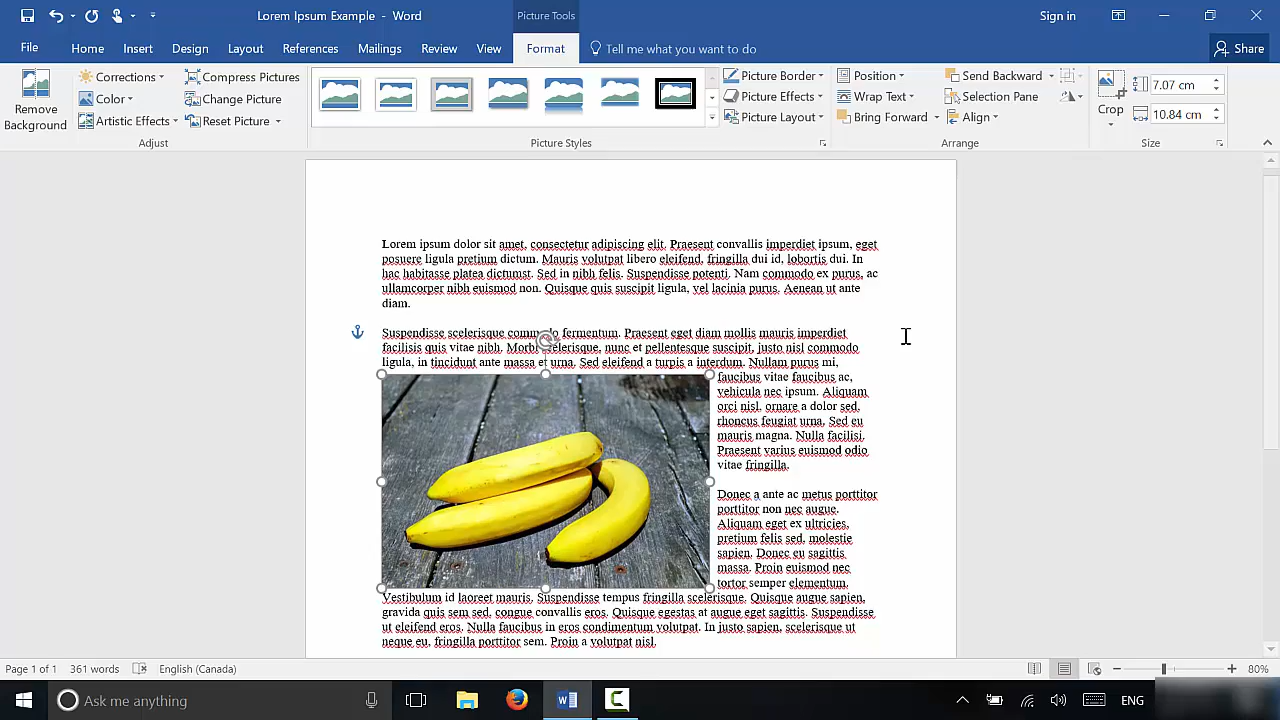 Lorem Ipsum Example - Word
Picture Tools
Sign in
File
Home
Insert
Design
Layout
References
Mailings
Review
View
Format
Tell me what you want to do
Share
Remove
Background
Corrections
Color
Artistic Effects
Compress Pictures
Change Picture
Reset Picture
Adjust
Picture Styles
Picture Border
Picture Effects
Picture Layout
Position
Wrap Text
Bring Forward
Send Backward
Selection Pane
Align
Arrange
Crop
7.07 cm
10.84 cm
Size
Lorem ipsum dolor sit amet, consectetur adipiscing elit. Praesent convallis imperdiet ipsum, eget
posuere ligula pretium dictum. Mauris volutpat libero eleifend, fringilla dui id, lobortis dui. In
hac habitasse platea dictumst. Sed in nibh felis. Suspendisse potenti. Nam commodo ex purus, ac
ullamcorper nibh euismod non. Quisque quis suscipit ligula, vel lacinia purus. Aenean ut ante
diam.
Suspendisse scelerisque commodo fermentum. Praesent eget diam mollis mauris imperdiet
facilisis quis vitae nibh. Morbi scelerisque, nunc et pellentesque suscipit, justo nisl commodo
ligula, in tincidunt ante massa et urna. Sed eleifend a turpis a interdum. Nullam purus mi,
faucibus vitae faucibus ac,
vehicula nec ipsum. Aliquam
orci nisl, ornare a dolor sed,
rhoncus feugiat urna. Sed eu
mauris magna. Nulla facilisi.
Praesent varius euismod odio
vitae fringilla.
Donec a ante ac metus porttitor
porttitor non nec augue.
Aliquam eget ex ultricies,
pretium felis sed, molestie
sapien. Donec eu sagittis
massa. Proin euismod nec
tortor semper elementum.
Vestibulum id laoreet mauris. Suspendisse tempus fringilla scelerisque. Quisque augue sapien,
gravida quis sem sed, congue convallis eros. Quisque egestas at augue eget sagittis. Suspendisse
ut eleifend eros. Nulla faucibus in eros condimentum volutpat. In justo sapien, scelerisque ut
neque eu, fringilla porttitor sem. Proin a volutpat nisl.
Page 1 of 1
361 words
English (Canada)
80%
Ask me anything
ENG